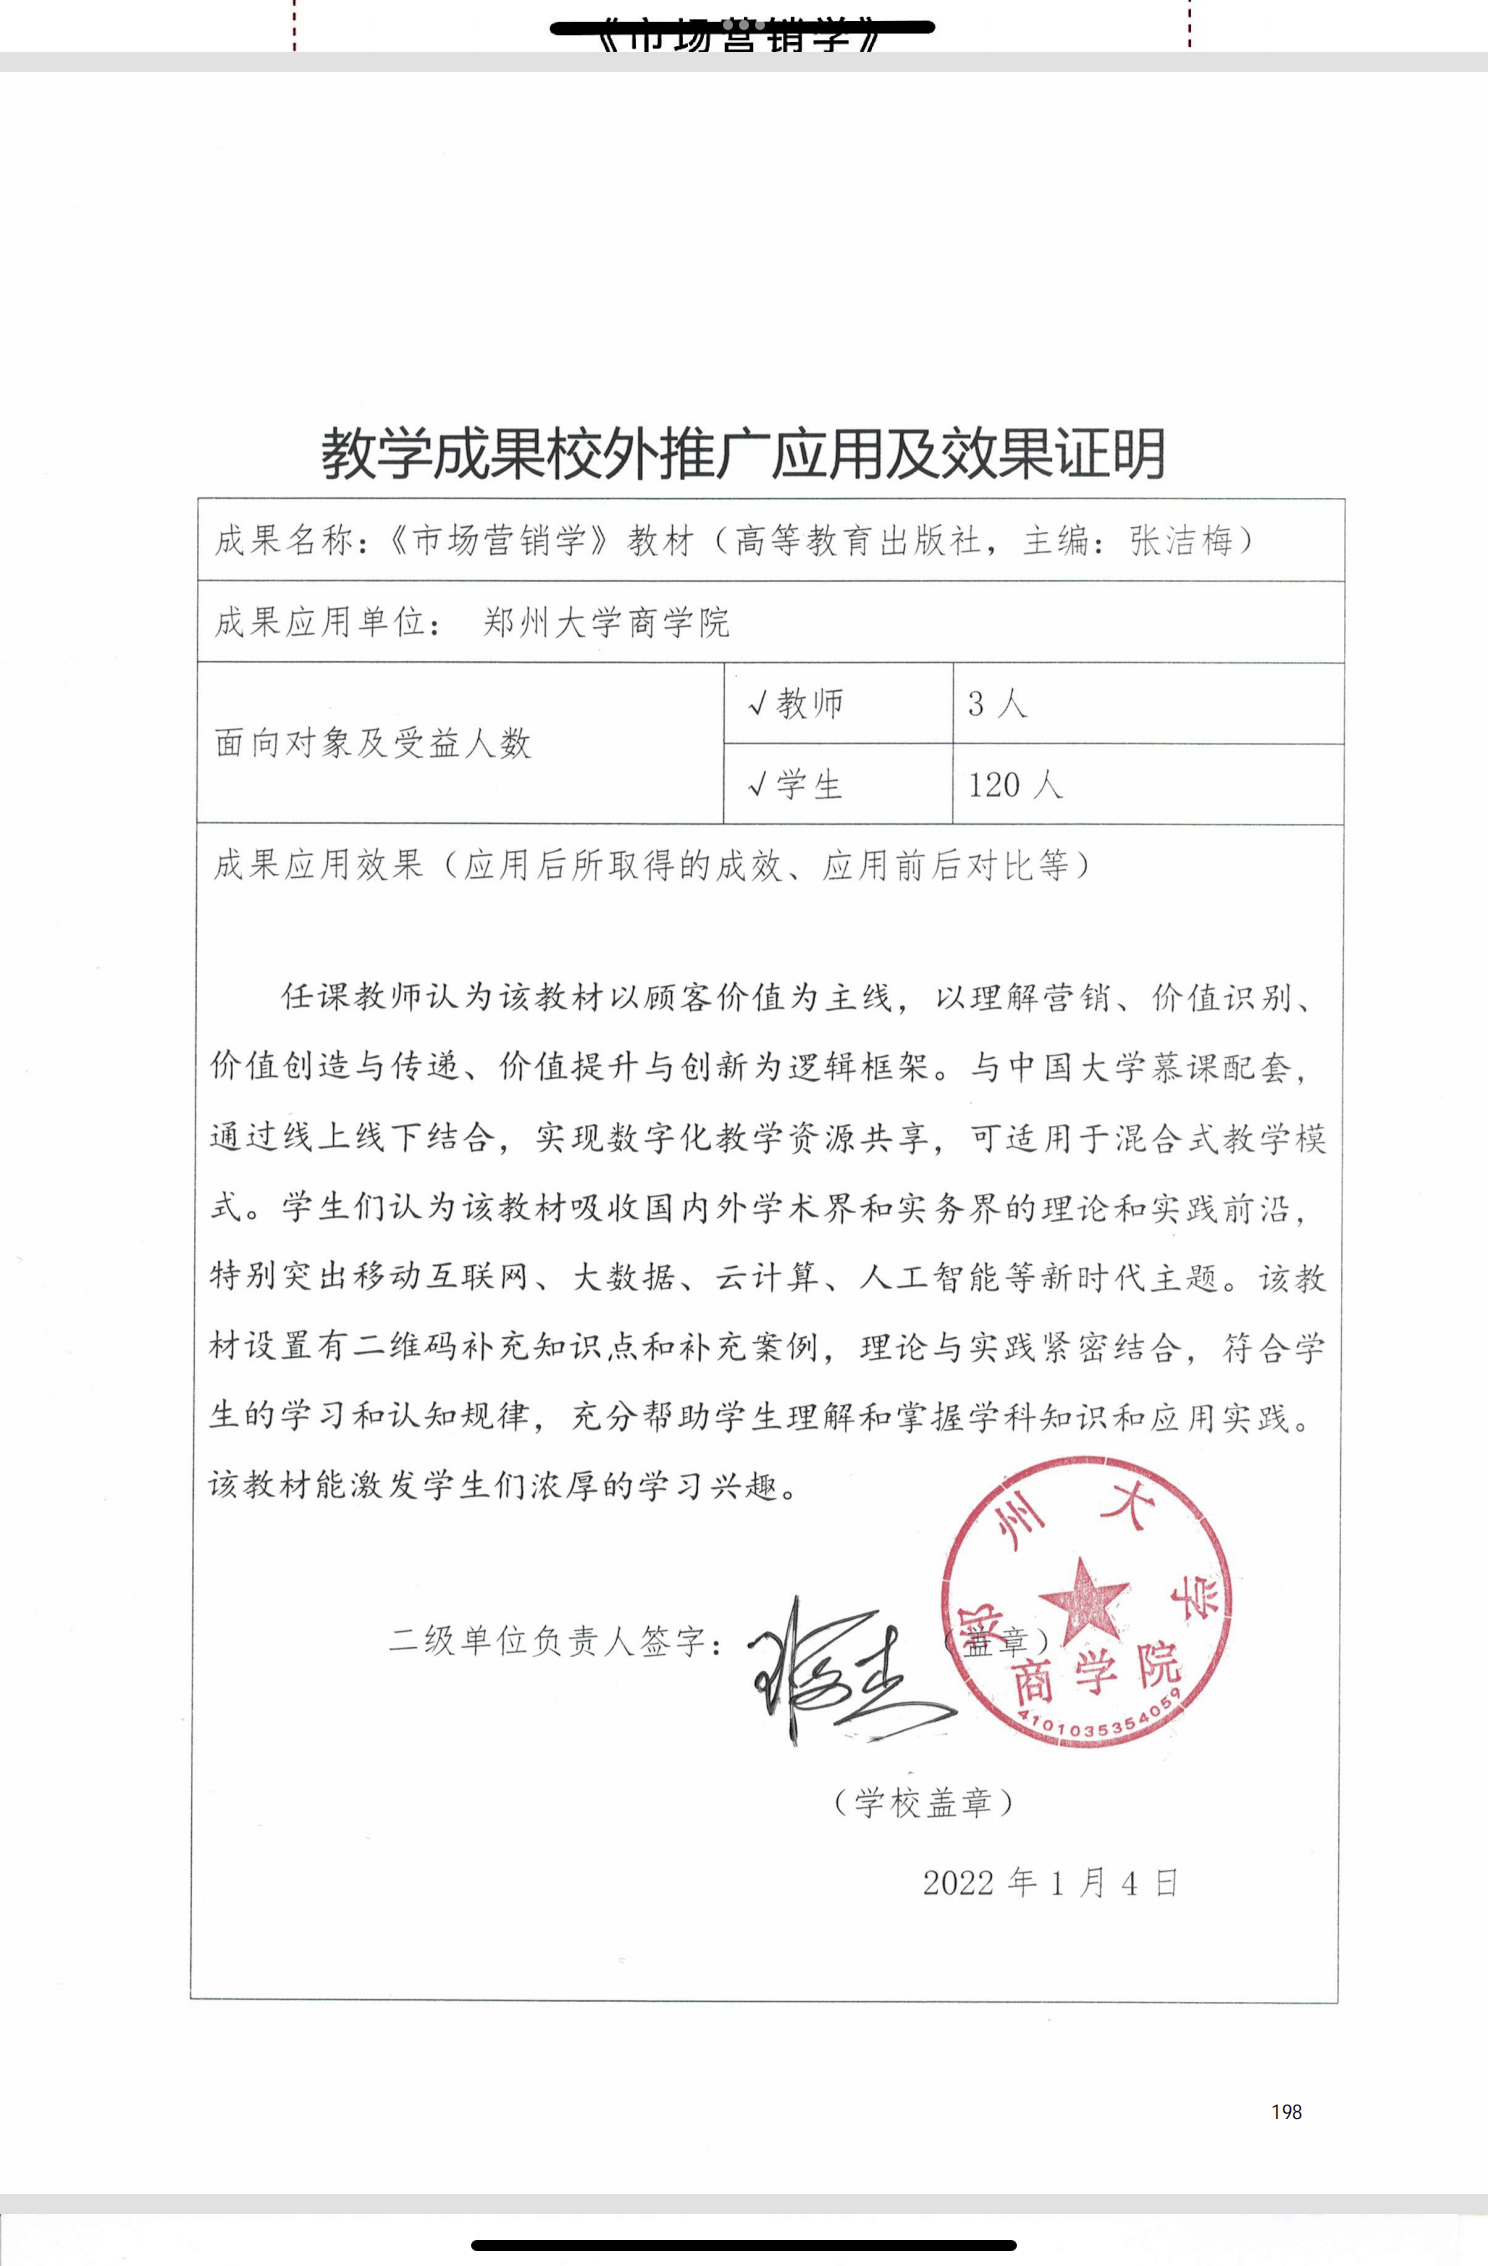 《市场营销学》
教学成果校外推广应用及效果证明
成果名称：《市场营销学》教材（高等教育出版社，主编：张洁梅）
成果应用单位： 郑州大学商学院
面向对象及受益人数
√教师
3 人
√学生
120 人
成果应用效果（应用后所取得的成效、应用前后对比等）
任课教师认为该教材以顾客价值为主线，以理解营销、价值识别、
价值创造与传递、价值提升与创新为逻辑框架。与中国大学慕课配套，
通过线上线下结合，实现数字化教学资源共享，可适用于混合式教学模
式。学生们认为该教材吸收国内外学术界和实务界的理论和实践前沿，
特别突出移动互联网、大数据、云计算、人工智能等新时代主题。该教
材设置有二维码补充知识点和补充案例，理论与实践紧密结合，符合学
生的学习和认知规律，充分帮助学生理解和掌握学科知识和应用实践。
该教材能激发学生们浓厚的学习兴趣。
郑州大学
二级单位负责人签字： （盖章）
商学院
4101035354059
（学校盖章）
2022 年 1 月 4 日
198